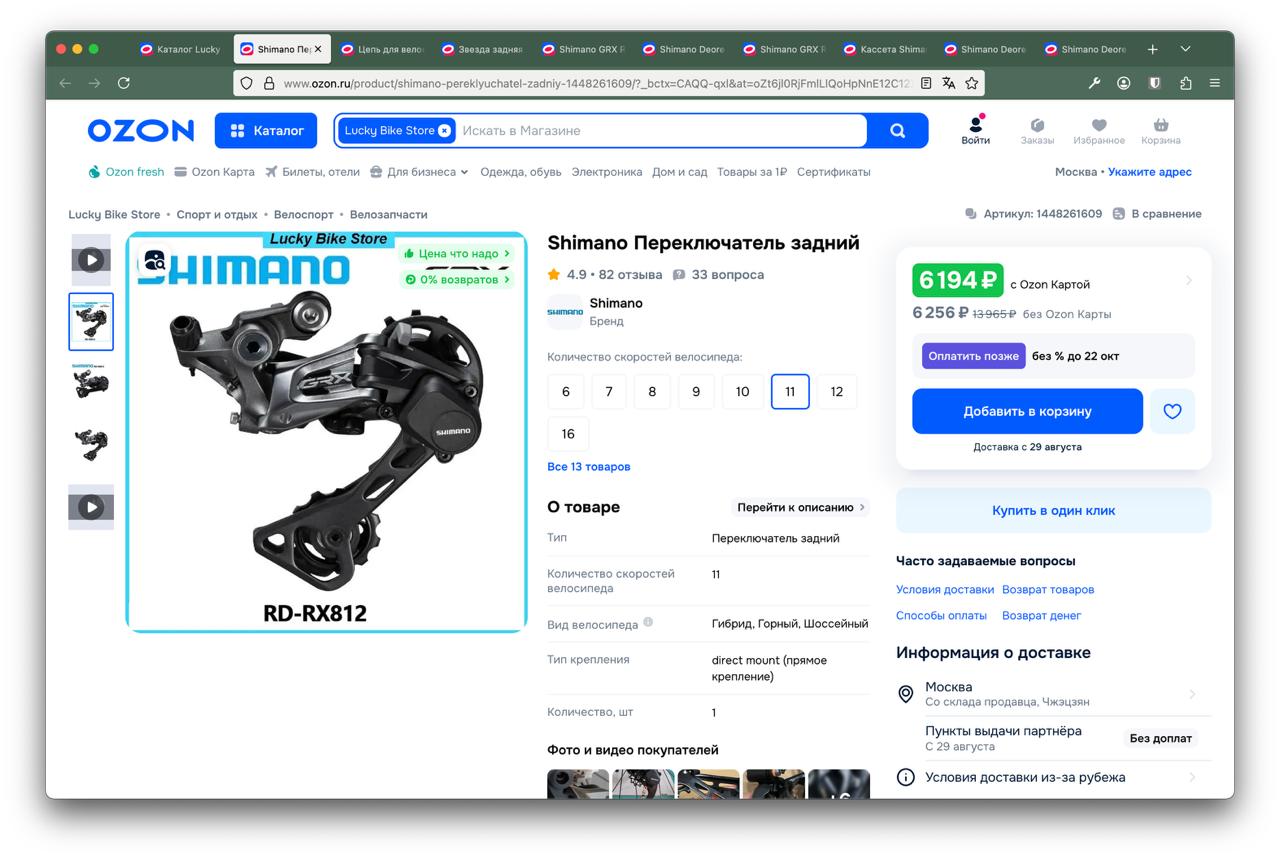 Каталог Lucky
Shimano Пер
Цепь для вело
Звезда задняя
Shimano GRX R
Shimano Deore
Shimano GRX R
Кассета Shima
Shimano Deore
Shimano Deore
www.ozon.ru/product/shimano-pereklyuchatel-zadniy-1448261609/?_bctx=CAQQ-qxI&at=oZt6jl0RjFmlLlQoHpNnE12C12
OZON
Каталог
Lucky Bike Store
Искать в Магазине
Войти
Заказы
Избранное
Корзина
Ozon fresh
Ozon Карта
Билеты, отели
Для бизнеса
Одежда, обувь
Электроника
Дом и сад
Товары за 1₽
Сертификаты
Москва • Укажите адрес
Lucky Bike Store • Спорт и отдых • Велоспорт • Велозапчасти
Артикул: 1448261609
В сравнение
Lucky Bike Store
SHIMANO
Цена что надо
0% возвратов
GRX
SHIMANO
RD-RX812
Shimano Переключатель задний
4.9 • 82 отзыва
33 вопроса
SHIMANO
Shimano
Бренд
Количество скоростей велосипеда:
6
7
8
9
10
11
12
16
Все 13 товаров
О товаре
Перейти к описанию
Тип
Переключатель задний
Количество скоростей
велосипеда
11
Вид велосипеда
Гибрид, Горный, Шоссейный
Тип крепления
direct mount (прямое
крепление)
Количество, шт
1
Фото и видео покупателей
6 194 ₽
с Ozon Картой
6 256 ₽ 13 965 ₽ без Ozon Карты
Оплатить позже
без % до 22 окт
Добавить в корзину
Доставка с 29 августа
Купить в один клик
Часто задаваемые вопросы
Условия доставки
Возврат товаров
Способы оплаты
Возврат денег
Информация о доставке
Москва
Со склада продавца, Чжэцзян
Пункты выдачи партнёра
С 29 августа
Без доплат
Условия доставки из-за рубежа